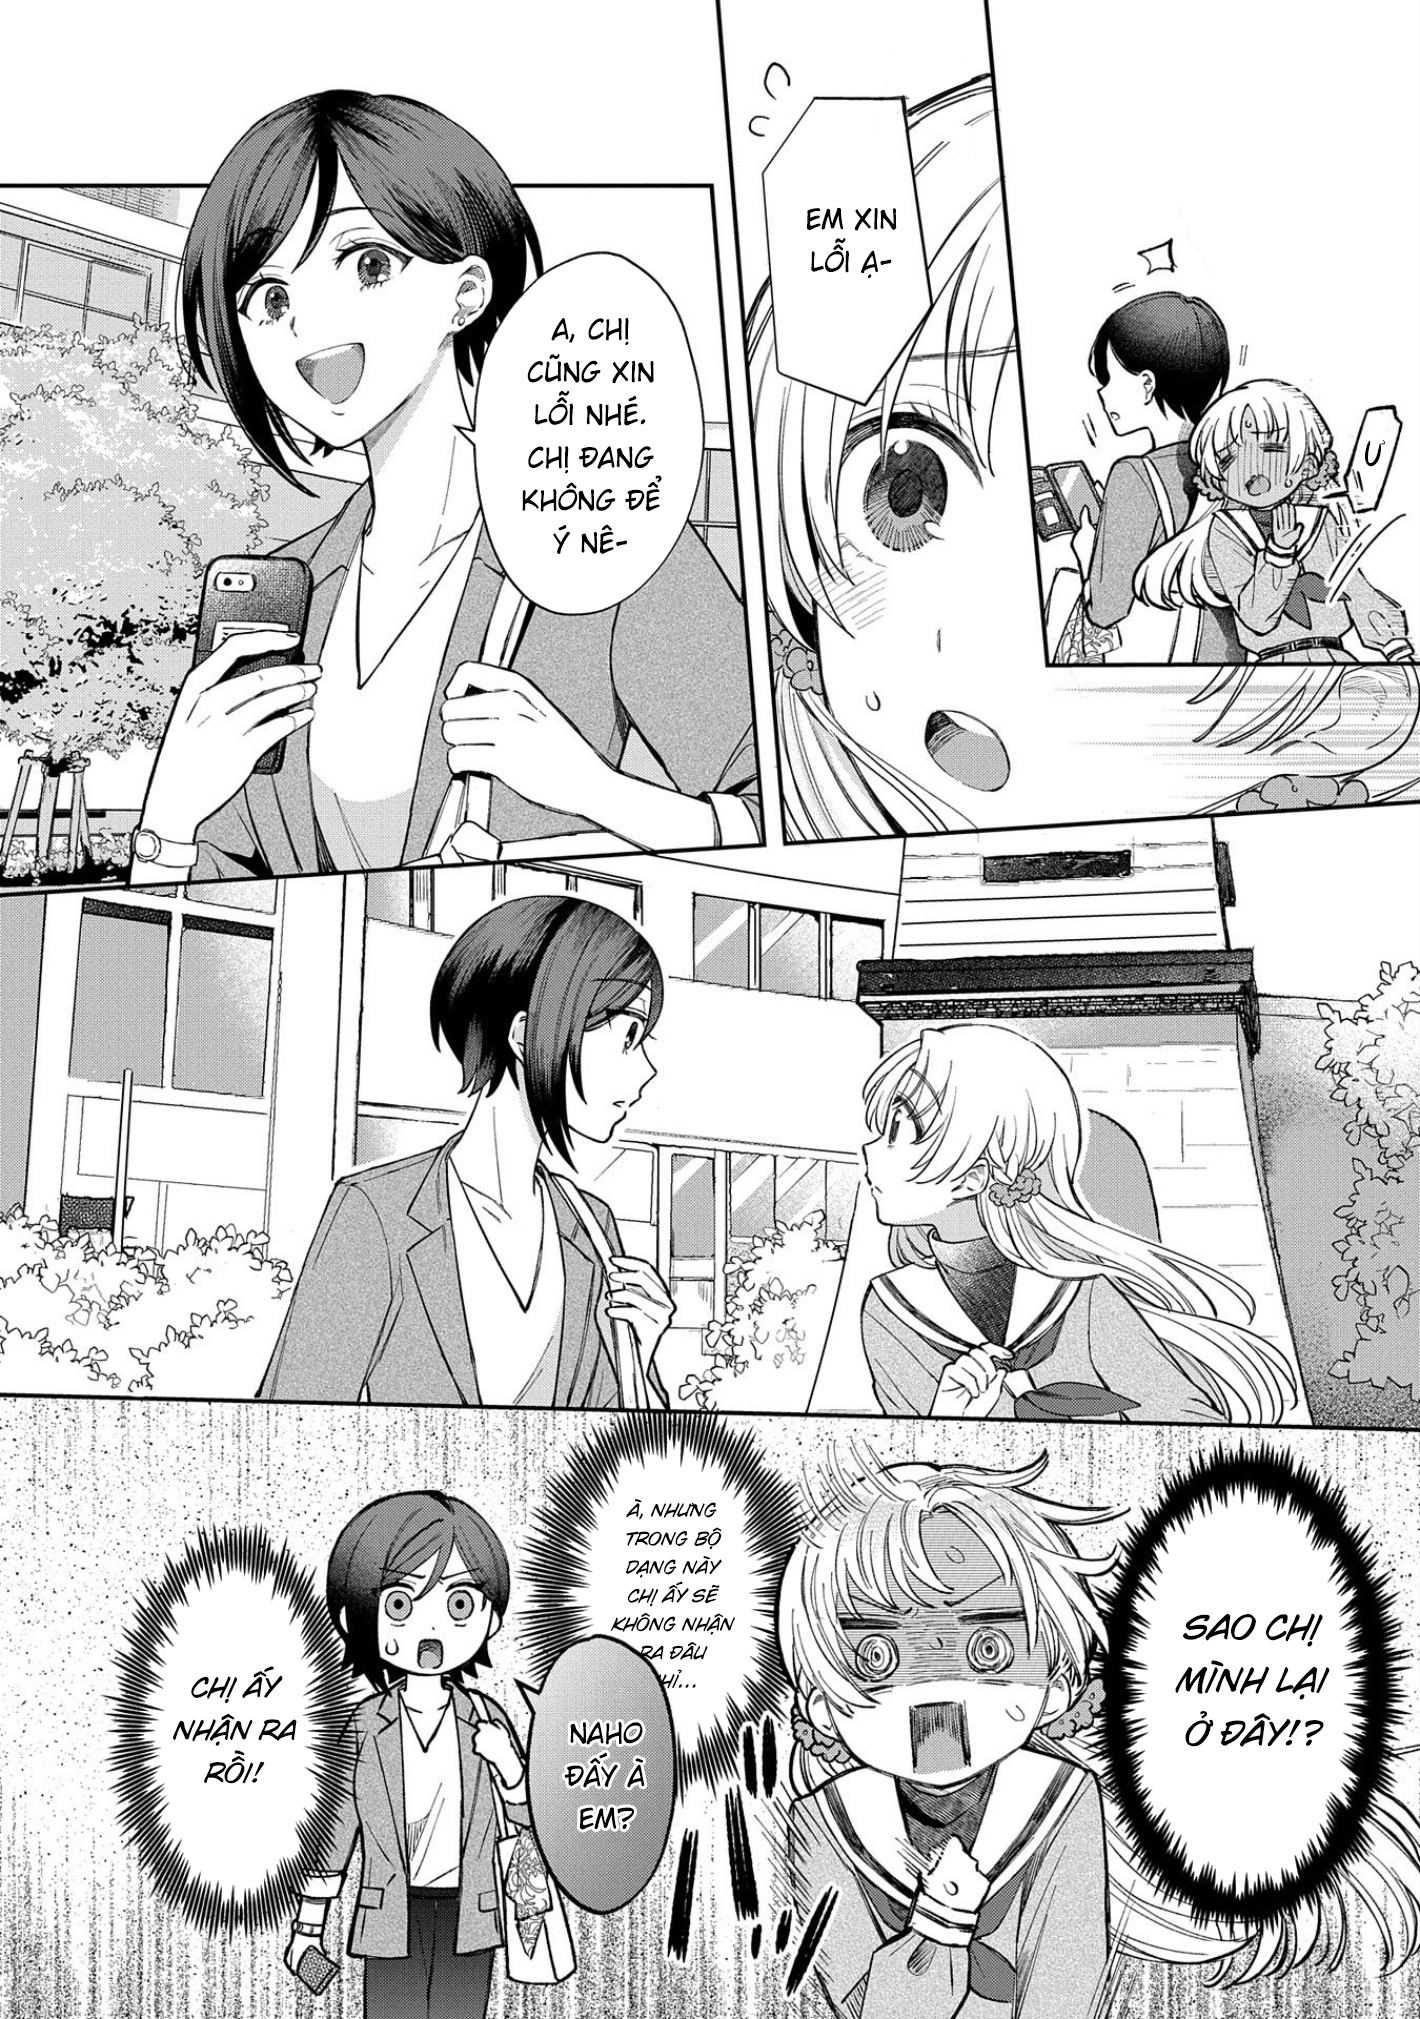 Ư
EM XIN
LỖI Ạ-
A, CHỊ
CŨNG XIN
LỖI NHÉ.
CHỊ ĐANG
KHÔNG ĐỂ
Ý NÊ-
SAO CHỊ
MÌNH LẠI
Ở ĐÂY!?
À, NHƯNG
TRONG BỘ
DẠNG NÀY
CHỊ ẤY SẼ
KHÔNG NHẬN
RA ĐÂU
NAHO
ĐẤY À
EM?
CHỊ ẤY
NHẬN RA
RỒI!